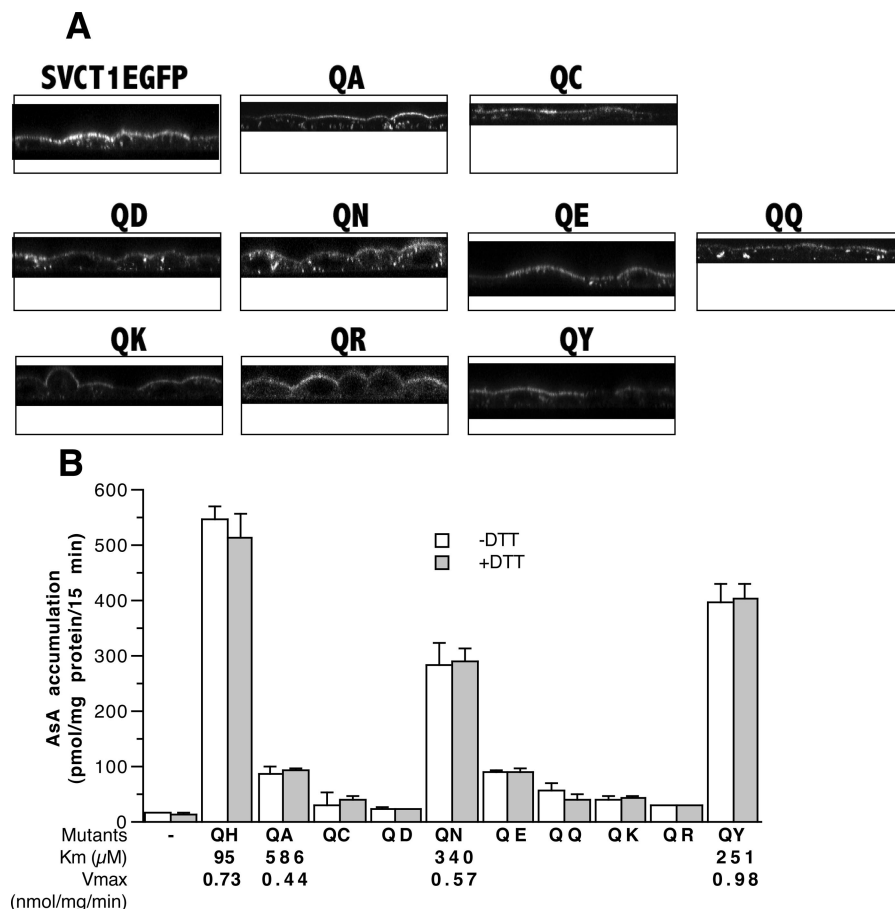 A
SVCT1EGFP QA QC
QD QN QE QQ
QK QR QY
B
AsA accumulation
(pmol/mg protein/15 min)
600
500
400
300
200
100
0
-DTT
+DTT
Mutants - QH QA QC QD QN QE QQ QK QR QY
Km (µM) 95 586 340 251
Vmax 0.73 0.44 0.57 0.98
(nmol/mg/min)